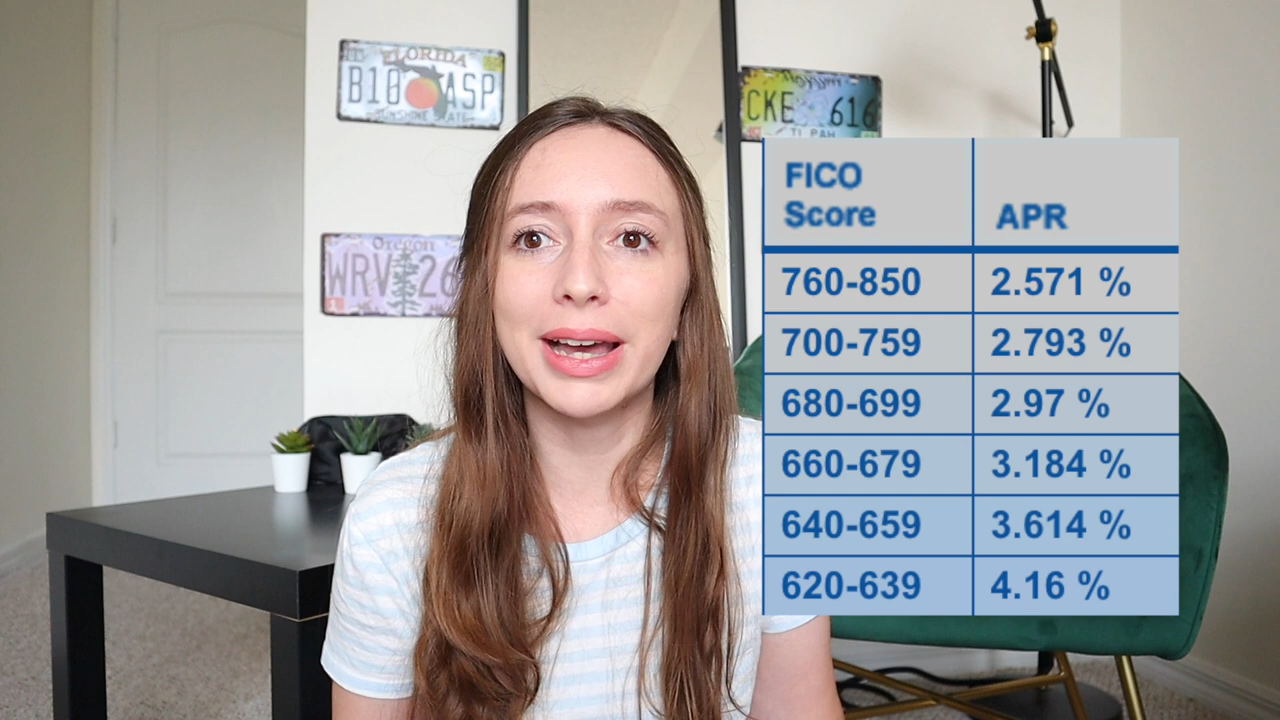 FLORIDA
B10 ASP
SUNSHINE STATE
CKE 616
Oregon
WRV 26
FICO
Score
APR
760-850
2.571 %
700-759
2.793 %
680-699
2.97 %
660-679
3.184 %
640-659
3.614 %
620-639
4.16 %